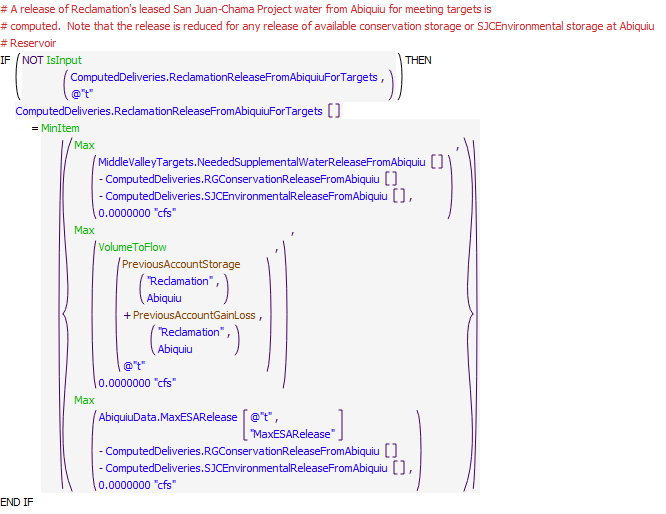 # A release of Reclamation's leased San Juan-Chama Project water from Abiquiu for meeting targets is
# computed.  Note that the release is reduced for any release of available conservation storage or SJCEnvironmental storage at Abiquiu
# Reservoir
IF ( NOT IsInput
( ComputedDeliveries.ReclamationReleaseFromAbiquiuForTargets ,
@"t" ) ) THEN
ComputedDeliveries.ReclamationReleaseFromAbiquiuForTargets []
= MinItem
{ Max
( MiddleValleyTargets.NeededSupplementalWaterReleaseFromAbiquiu []
- ComputedDeliveries.RGConservationReleaseFromAbiquiu []
- ComputedDeliveries.SJCEnvironmentalReleaseFromAbiquiu [] ,
0.0000000 "cfs" ) ,
Max
( VolumeToFlow
( PreviousAccountStorage
( "Reclamation" ,
Abiquiu )
+ PreviousAccountGainLoss
( "Reclamation" ,
Abiquiu ) ,
@"t" ) ,
0.0000000 "cfs" ) ,
Max
( AbiquiuData.MaxESARelease [ @"t" ,
"MaxESARelease" ]
- ComputedDeliveries.RGConservationReleaseFromAbiquiu []
- ComputedDeliveries.SJCEnvironmentalReleaseFromAbiquiu [] ,
0.0000000 "cfs" ) }
END IF